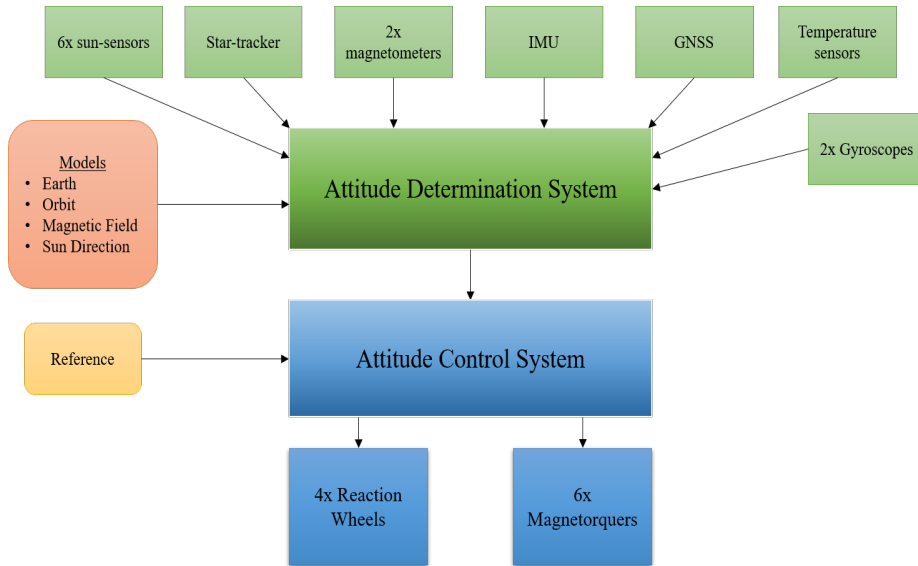 6x sun-sensors
Star-tracker
2x
magnetometers
IMU
GNSS
Temperature
sensors
2x Gyroscopes
Models
• Earth
• Orbit
• Magnetic Field
• Sun Direction
Attitude Determination System
Reference
Attitude Control System
4x Reaction
Wheels
6x
Magnetorquers